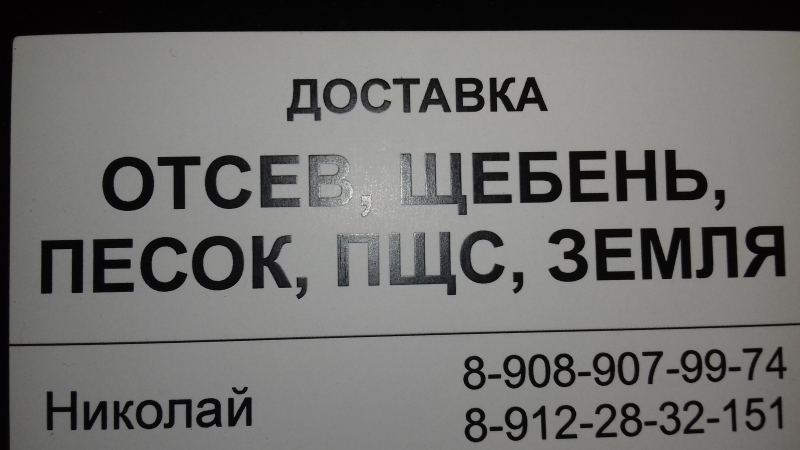 ДОСТАВКА
ОТСЕВ, ЩЕБЕНЬ,
ПЕСОК, ПЩС, ЗЕМЛЯ
8-908-907-99-74
Николай 8-912-28-32-151